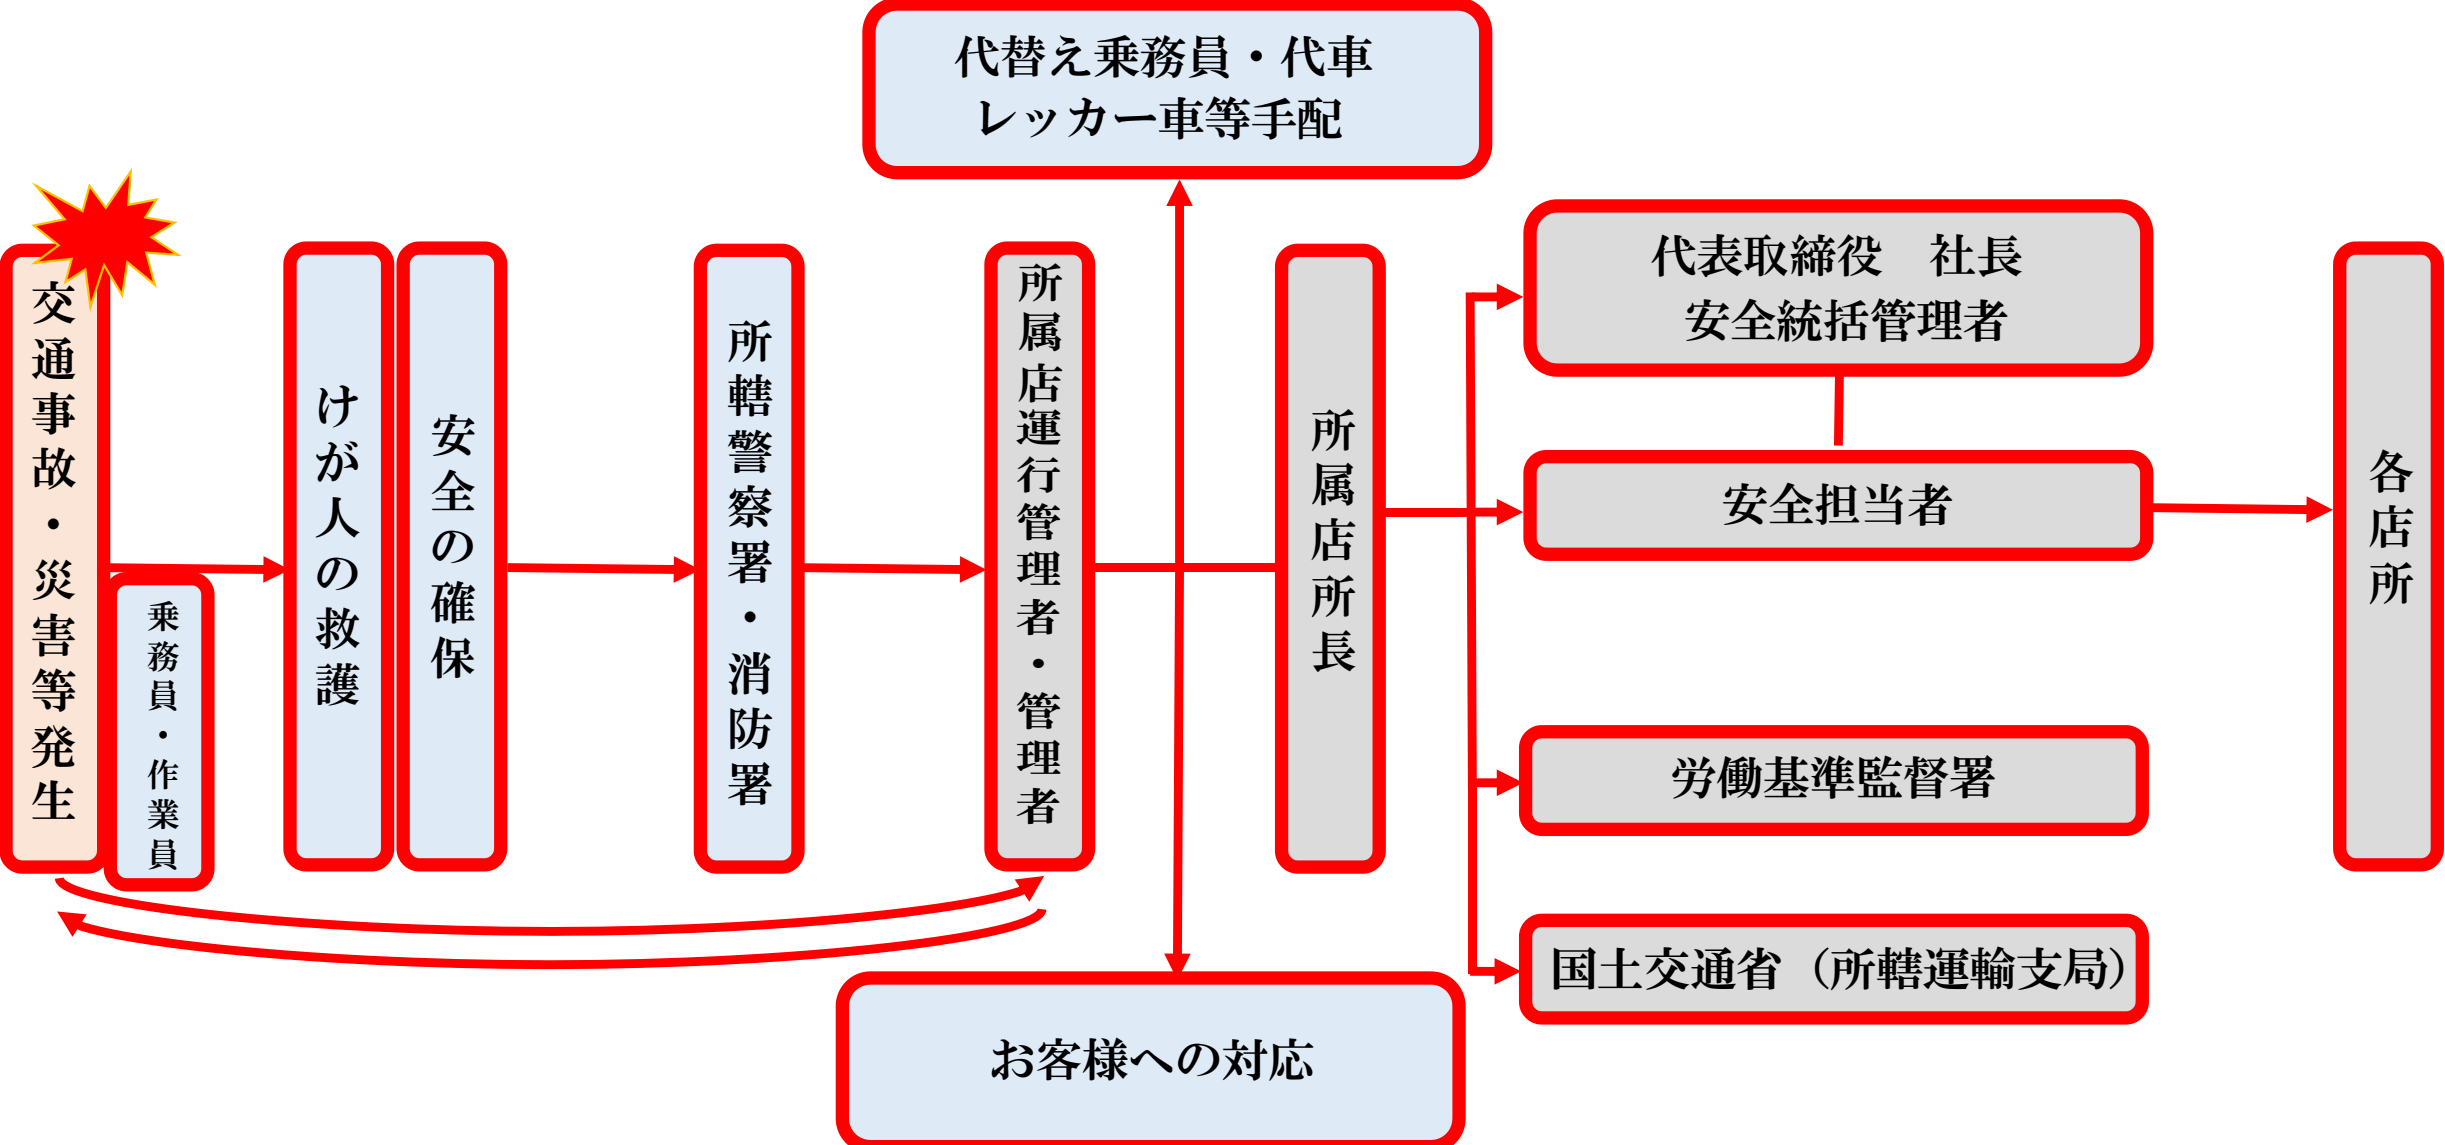 代替え乗務員・代車
レッカー車等手配
交通事故・災害等発生
乗務員・作業員
けが人の救護
安全の確保
所轄警察署・消防署
所属店運行管理者・管理者
所属店所長
代表取締役　社長
安全統括管理者
安全担当者
労働基準監督署
国土交通省（所轄運輸支局）
各店所
お客様への対応